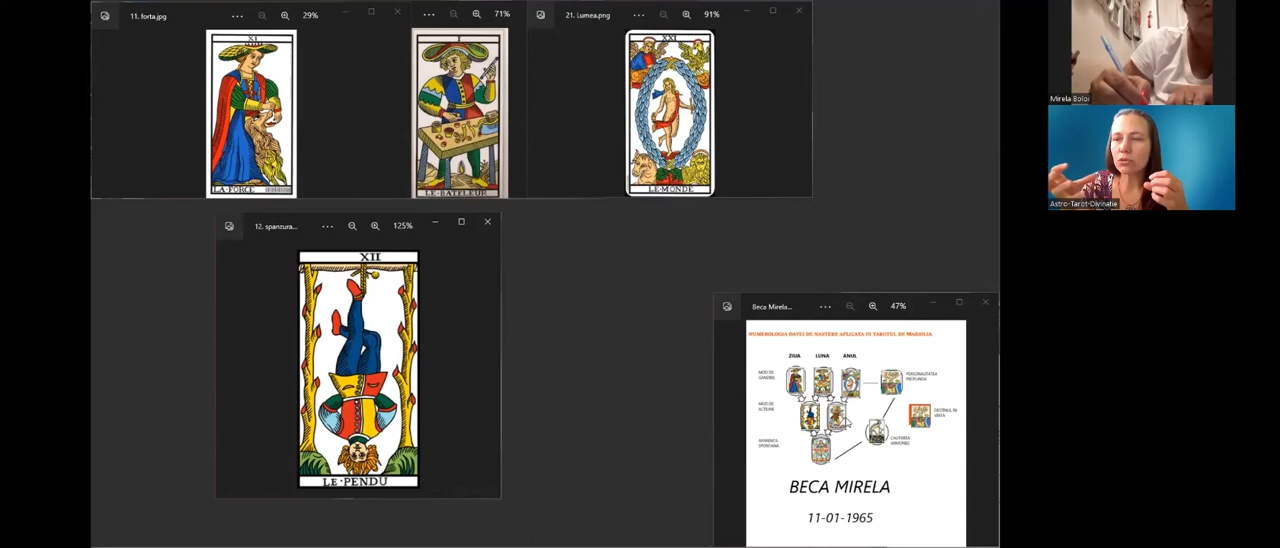 11. forta.jpg
29%
71%
21. Lumea.png
91%
XI
LA·FORCE
I
LE·BATELEUR
XXI
LE·MONDE
Mirela Boloi
Astro-Tarot-Divinatie
12. spanzura...
125%
XII
LE·PENDU
Beca Mirela...
47%
NUMEROLOGIA DATEI DE NASTERE APLICATA IN TAROTUL DE MARSILIA
ZIUA LUNA ANUL
MOD DE
GANDIRE
PERSONALITATEA
PROFUNDA
MOD DE
ACTIUNE
DESTINUL IN
VIATA
APARENTA
SPONTANA
CAUTAREA
ARMONIEI
BECA MIRELA
11-01-1965